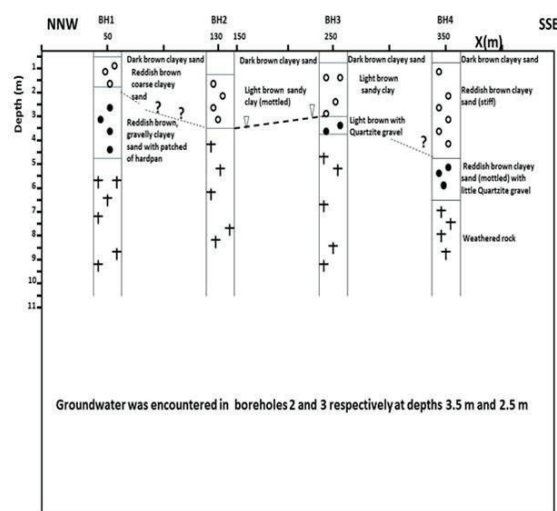 NNW
BH1
BH2
BH3
BH4
SSE
50
130 150
250
350
X(m)
Depth (m)
1
2
3
4
5
6
7
8
9
10
11
Dark brown clayey sand
Reddish brown
coarse clayey
sand
?
?
Reddish brown,
gravelly clayey
sand with patched
of hardpan
Dark brown clayey sand
Light brown sandy
clay (mottled)
Dark brown clayey sand
Light brown
sandy clay
Light brown with
Quartzite gravel
?
Dark brown clayey sand
Reddish brown
clayey sand
(stiff)
Reddish brown clayey
sand (mottled) with
little Quartzite gravel
Weathered rock
Groundwater was encountered in boreholes 2 and 3 respectively at depths 3.5 m and 2.5 m